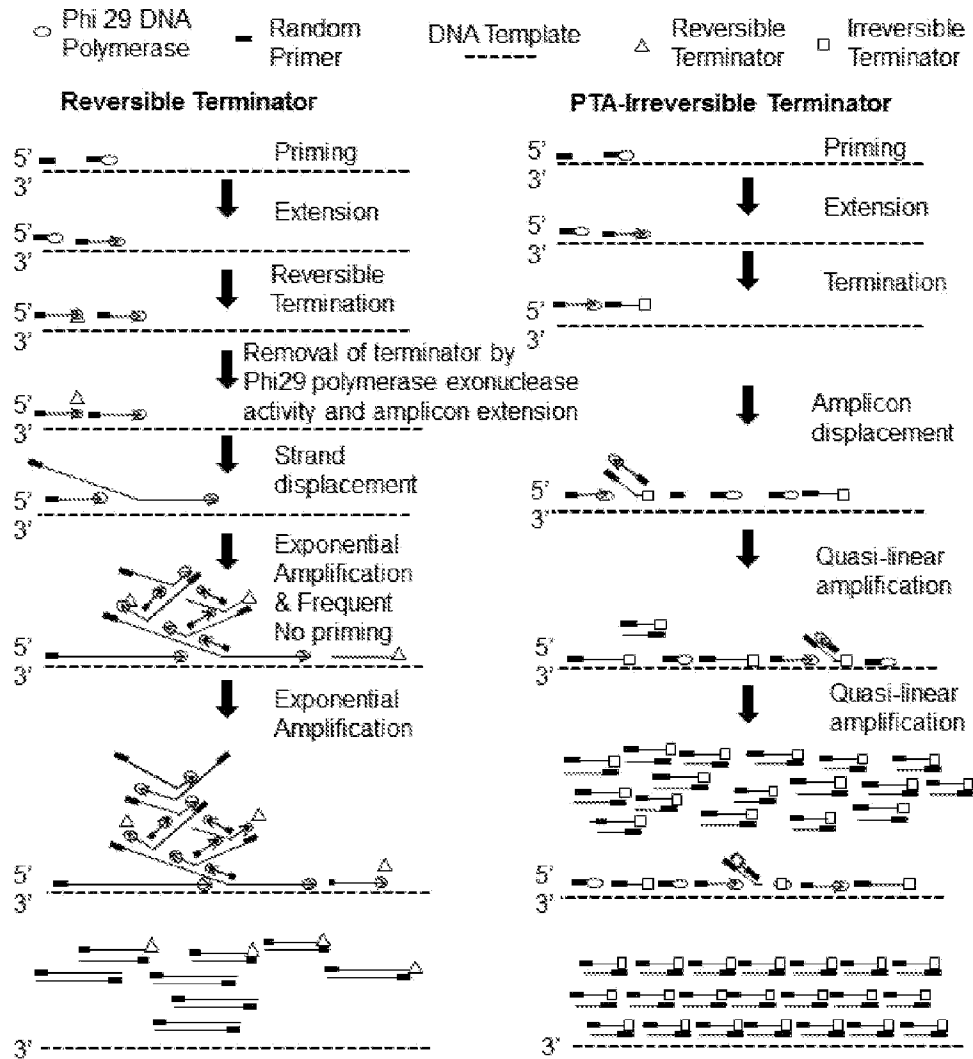 Phi 29 DNA
Polymerase
Random
Primer
DNA Template
Reversible
Terminator
Irreversible
Terminator
Reversible Terminator
5'
3'
Priming
Extension
5'
3'
Reversible
Termination
5'
3'
Removal of terminator by
Phi29 polymerase exonuclease
activity and amplicon extension
5'
3'
Strand
displacement
5'
3'
Exponential
Amplification
& Frequent
No priming
5'
3'
Exponential
Amplification
5'
3'
3'
PTA-Irreversible Terminator
5'
3'
Priming
Extension
5'
3'
Termination
5'
3'
Amplicon
displacement
5'
3'
Quasi-linear
amplification
5'
3'
Quasi-linear
amplification
5'
3'
3'